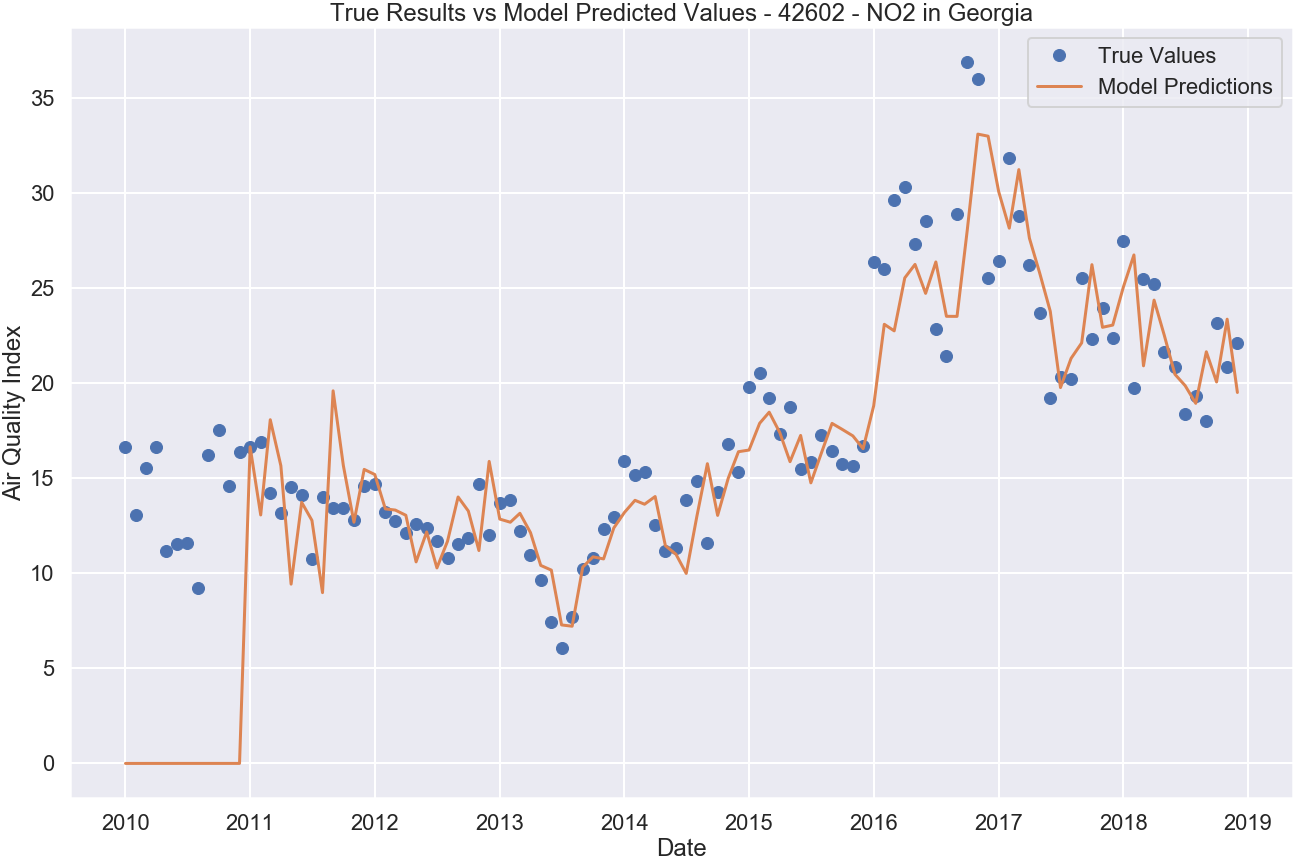 True Results vs Model Predicted Values - 42602 - NO2 in Georgia
True Values
Model Predictions
Air Quality Index
35
30
25
20
15
10
5
0
2010 2011 2012 2013 2014 2015 2016 2017 2018 2019
Date